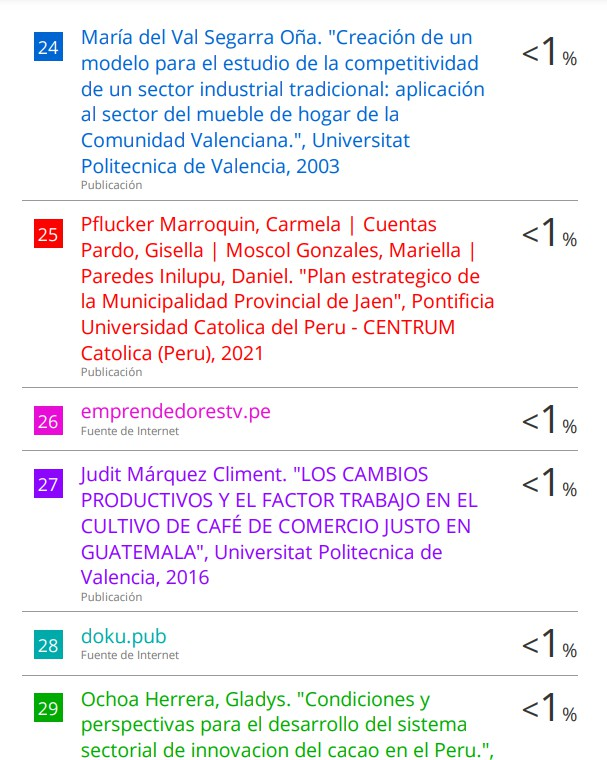 24 María del Val Segarra Oña. "Creación de un <1%
modelo para el estudio de la competitividad
de un sector industrial tradicional: aplicación
al sector del mueble de hogar de la
Comunidad Valenciana.", Universitat
Politecnica de Valencia, 2003
Publicación
25 Pflucker Marroquin, Carmela | Cuentas <1%
Pardo, Gisella | Moscol Gonzales, Mariella |
Paredes Inilupu, Daniel. "Plan estrategico de
la Municipalidad Provincial de Jaen", Pontificia
Universidad Catolica del Peru - CENTRUM
Catolica (Peru), 2021
Publicación
26 emprendedorestv.pe <1%
Fuente de Internet
27 Judit Márquez Climent. "LOS CAMBIOS <1%
PRODUCTIVOS Y EL FACTOR TRABAJO EN EL
CULTIVO DE CAFÉ DE COMERCIO JUSTO EN
GUATEMALA", Universitat Politecnica de
Valencia, 2016
Publicación
28 doku.pub <1%
Fuente de Internet
29 Ochoa Herrera, Gladys. "Condiciones y <1%
perspectivas para el desarrollo del sistema
sectorial de innovacion del cacao en el Peru.",